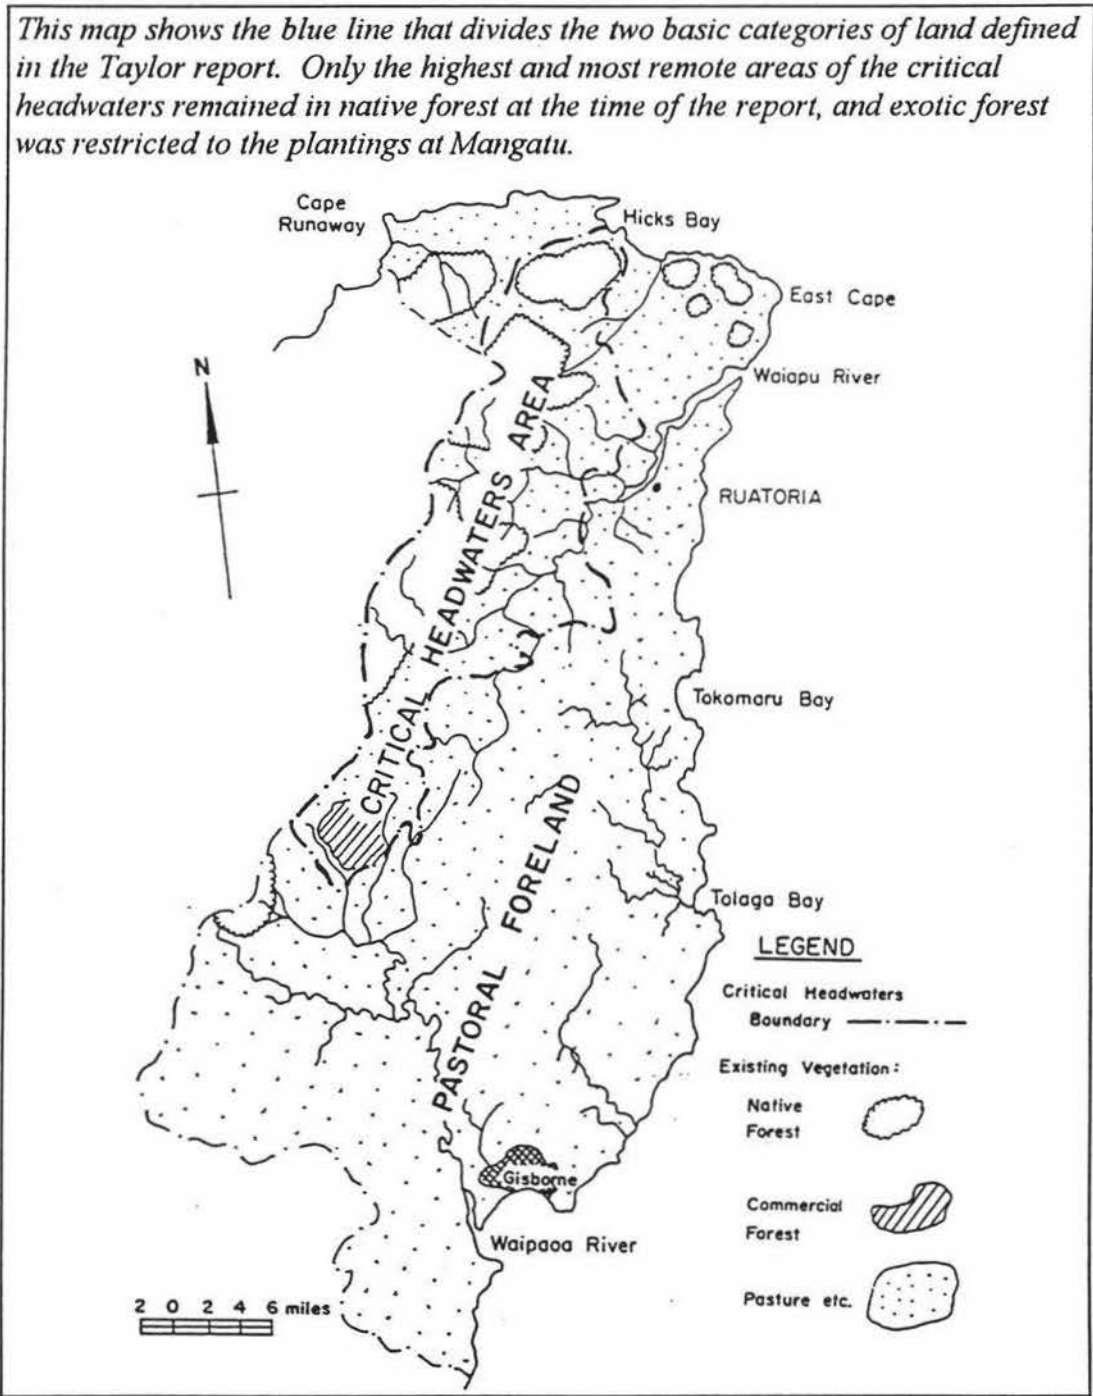 This map shows the blue line that divides the two basic categories of land defined
in the Taylor report. Only the highest and most remote areas of the critical
headwaters remained in native forest at the time of the report, and exotic forest
was restricted to the plantings at Mangatu.
Cape
Runaway
Hicks Bay
East Cape
N
Waiapu River
RUATORIA
CRITICAL HEADWATERS AREA
Tokomaru Bay
PASTORAL FORELAND
Tolaga Bay
LEGEND
Critical Headwaters
Boundary
Existing Vegetation:
Native
Forest
Commercial
Forest
Pasture etc.
Gisborne
Waipaoa River
2 0 2 4 6 miles